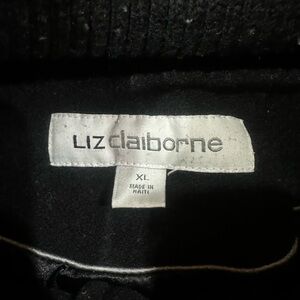 LIZ claiborne
XL
MADE IN
HAITI